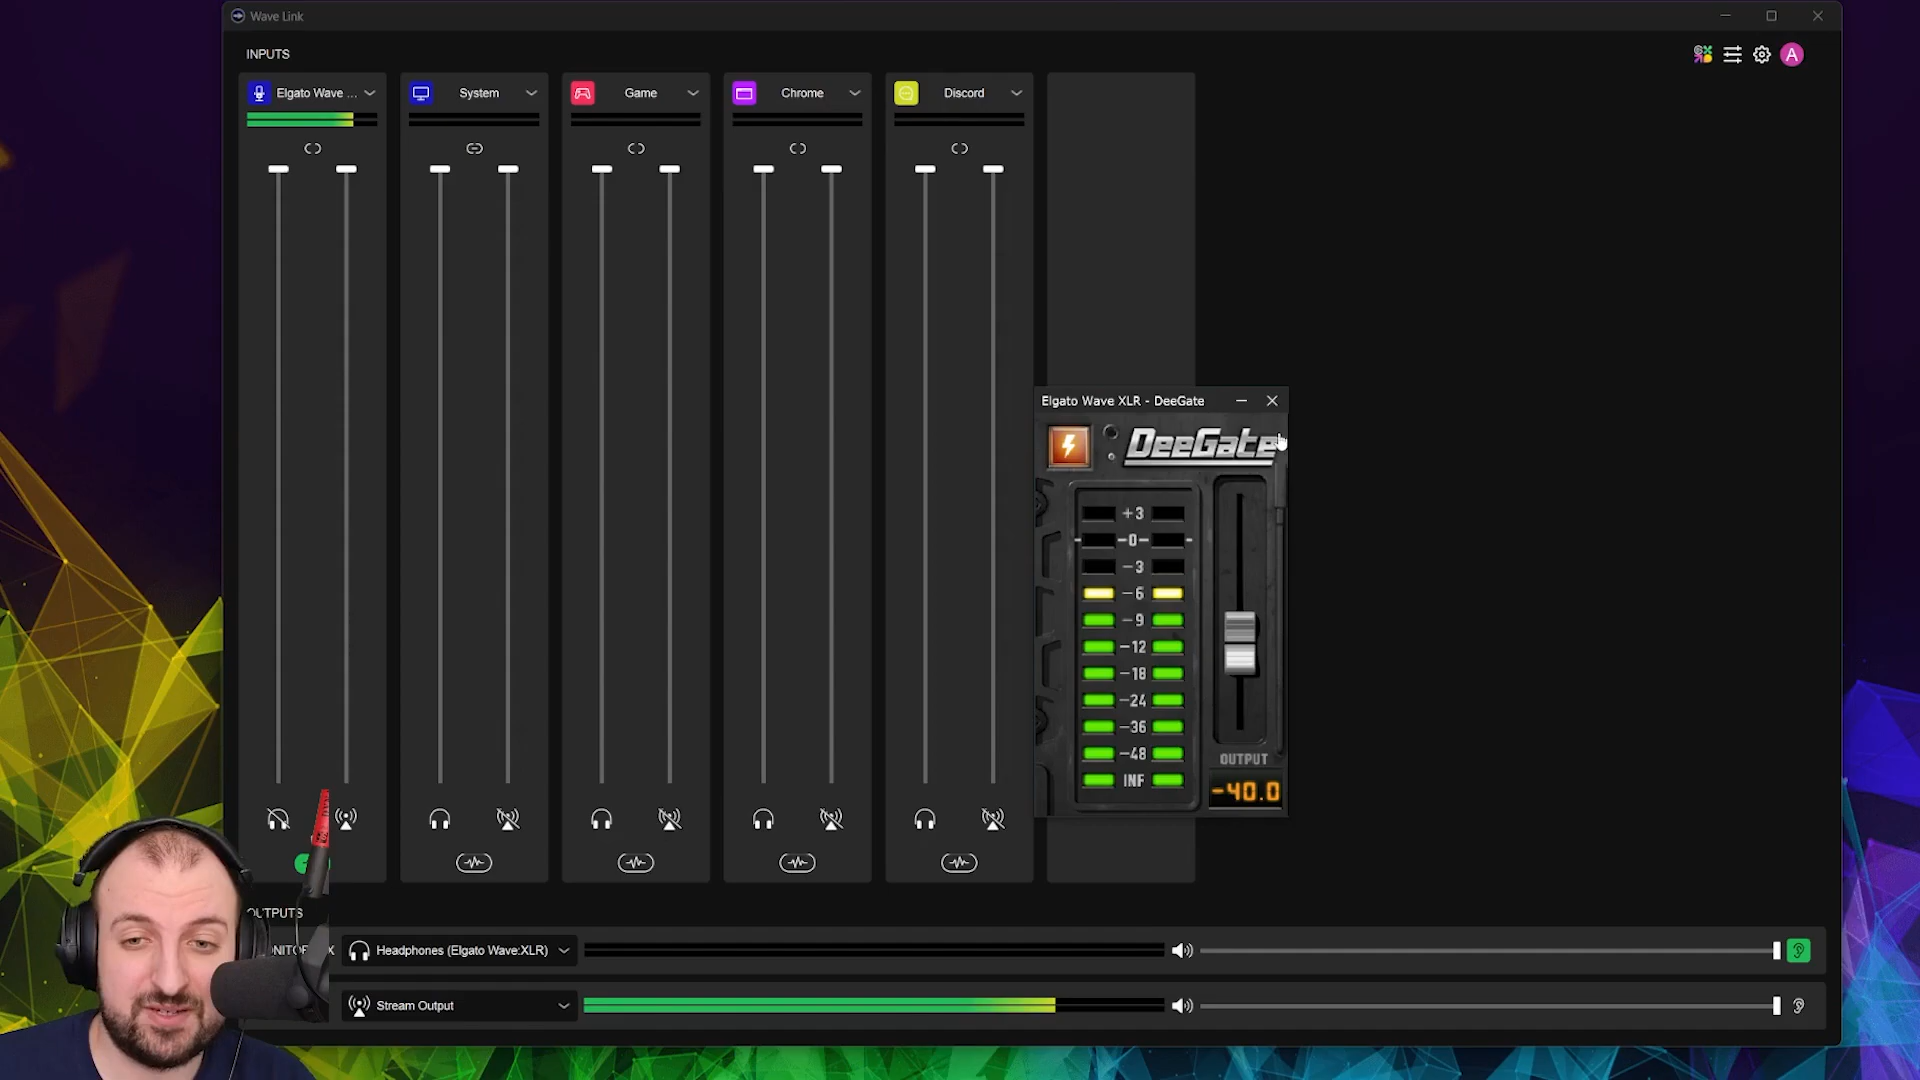 Wave Link
INPUTS
A
Elgato Wave ...
System
Game
Chrome
Discord
Elgato Wave XLR - DeeGate
DeeGate
+3
-0-
-3
-6
-9
-12
-18
-24
-36
-48
INF
OUTPUT
-40.0
OUTPUTS
Headphones (Elgato Wave:XLR)
Stream Output